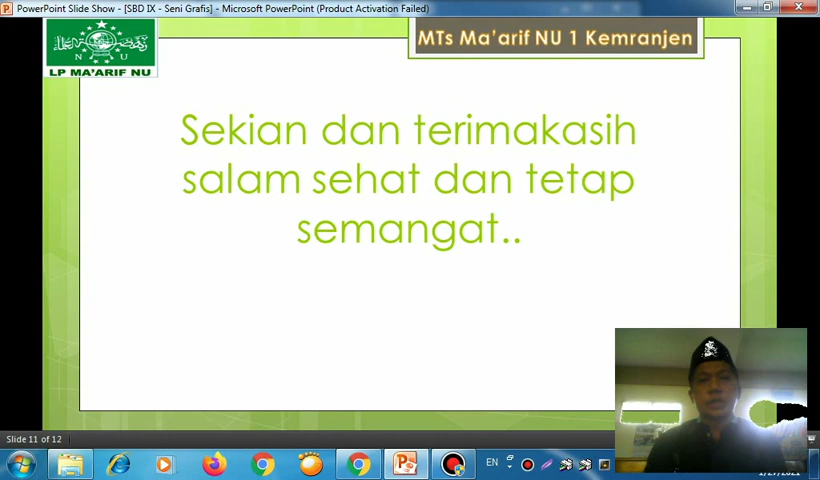 PowerPoint Slide Show - [SBD IX - Seni Grafis] - Microsoft PowerPoint (Product Activation Failed)
N U
LP MA'ARIF NU
MTs Ma'arif NU 1 Kemranjen
Sekian dan terimakasih
salam sehat dan tetap
semangat..
Slide 11 of 12
EN